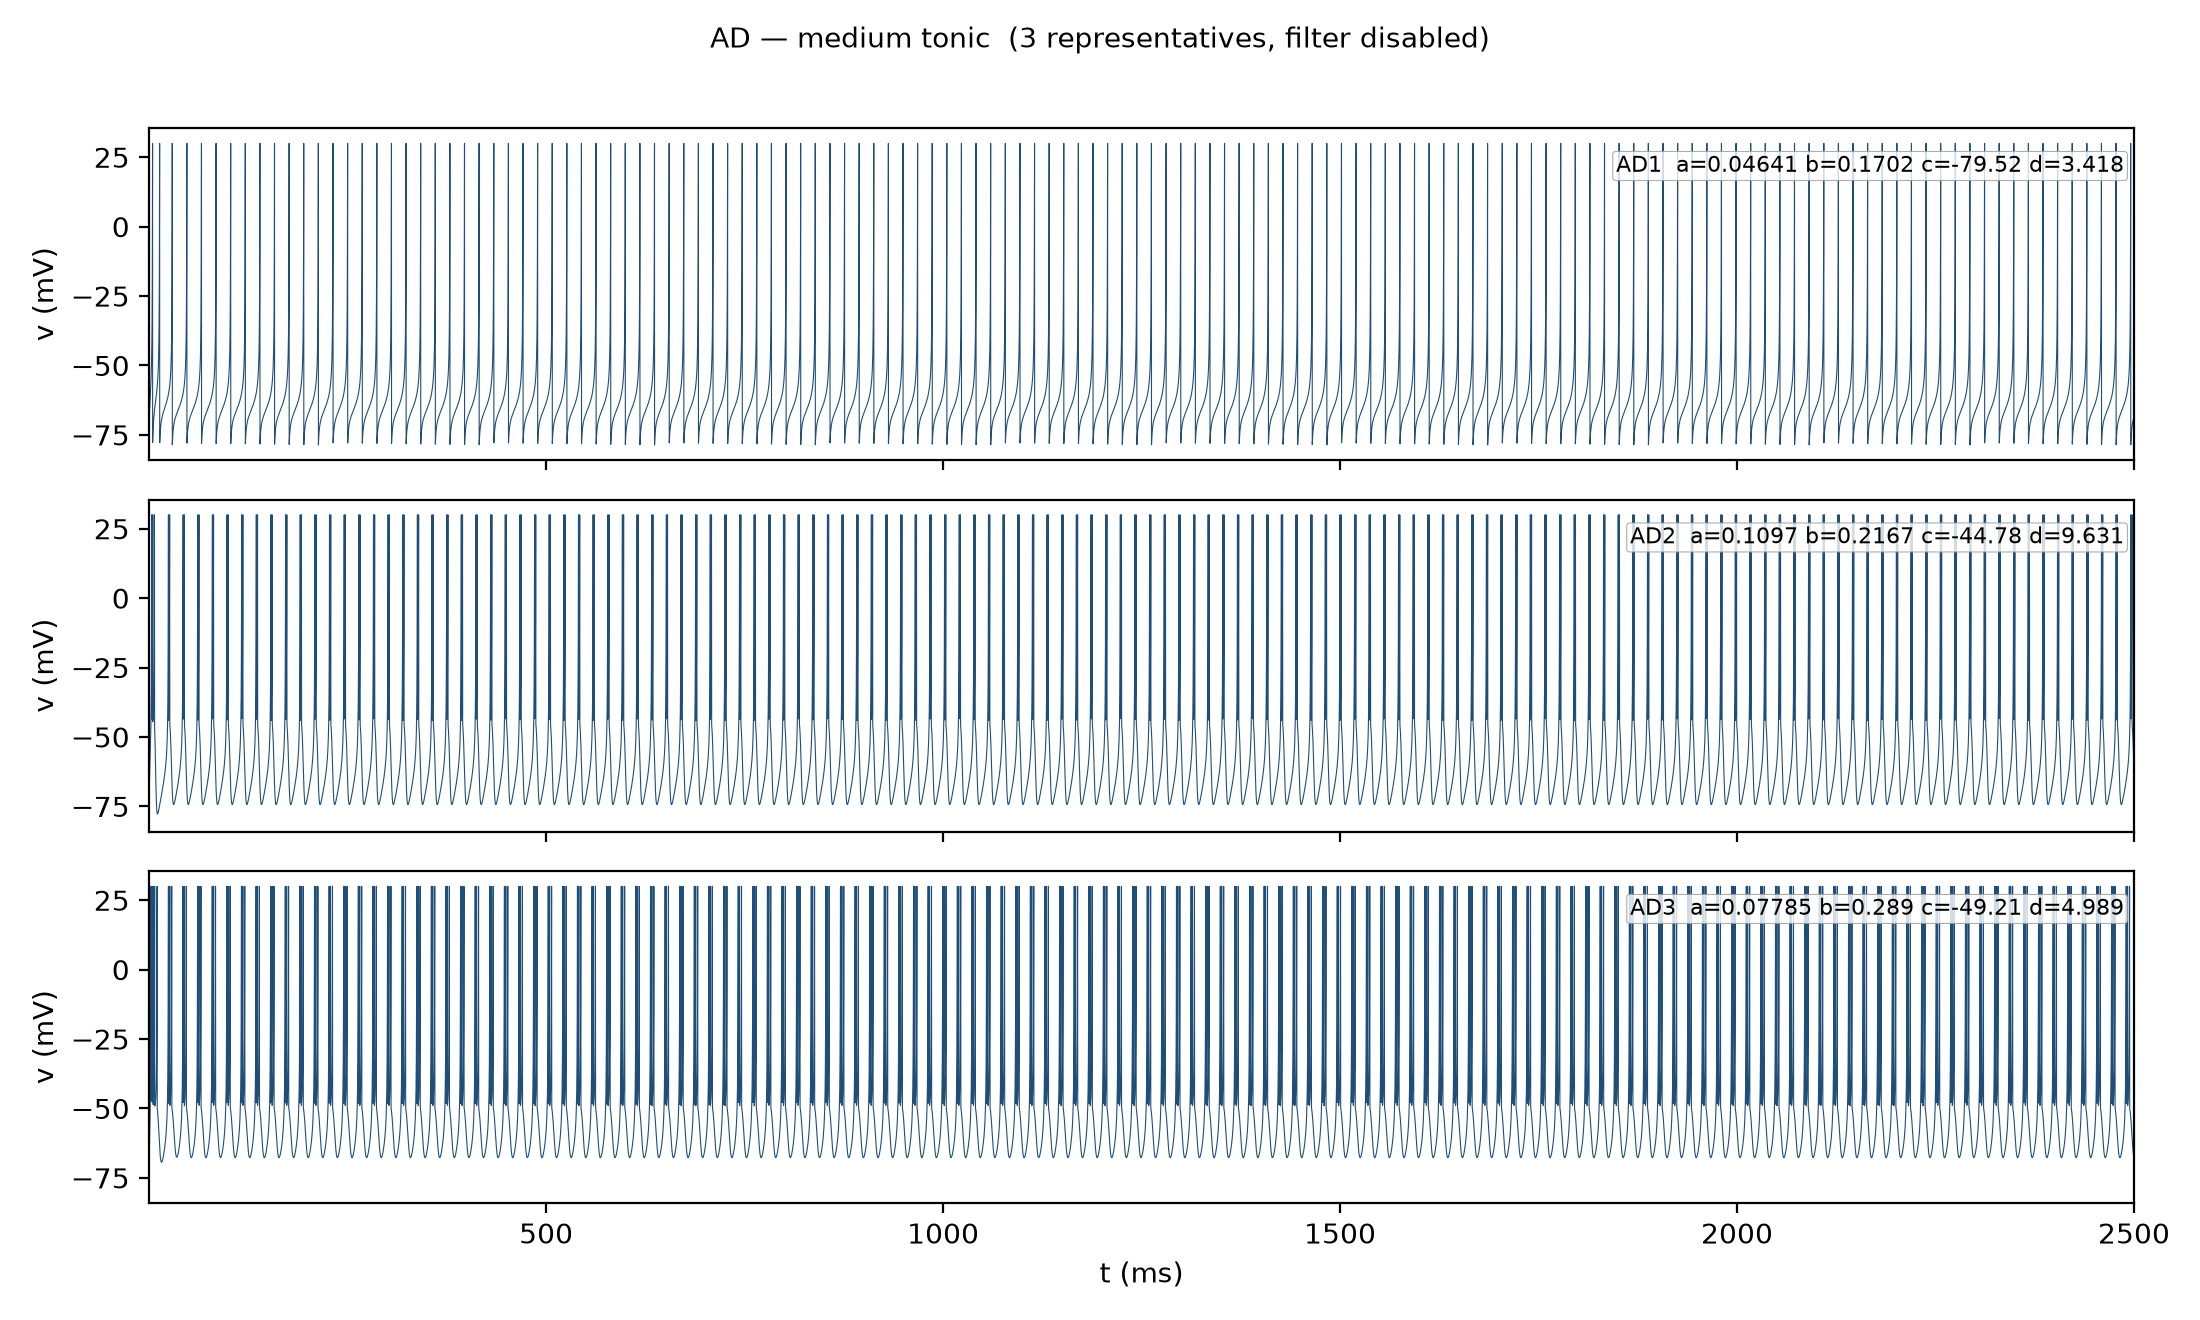 AD — medium tonic  (3 representatives, filter disabled)
25
0
−25
−50
−75
v (mV)
AD1  a=0.04641 b=0.1702 c=-79.52 d=3.418
25
0
−25
−50
−75
v (mV)
AD2  a=0.1097 b=0.2167 c=-44.78 d=9.631
25
0
−25
−50
−75
v (mV)
AD3  a=0.07785 b=0.289 c=-49.21 d=4.989
500 1000 1500 2000 2500
t (ms)